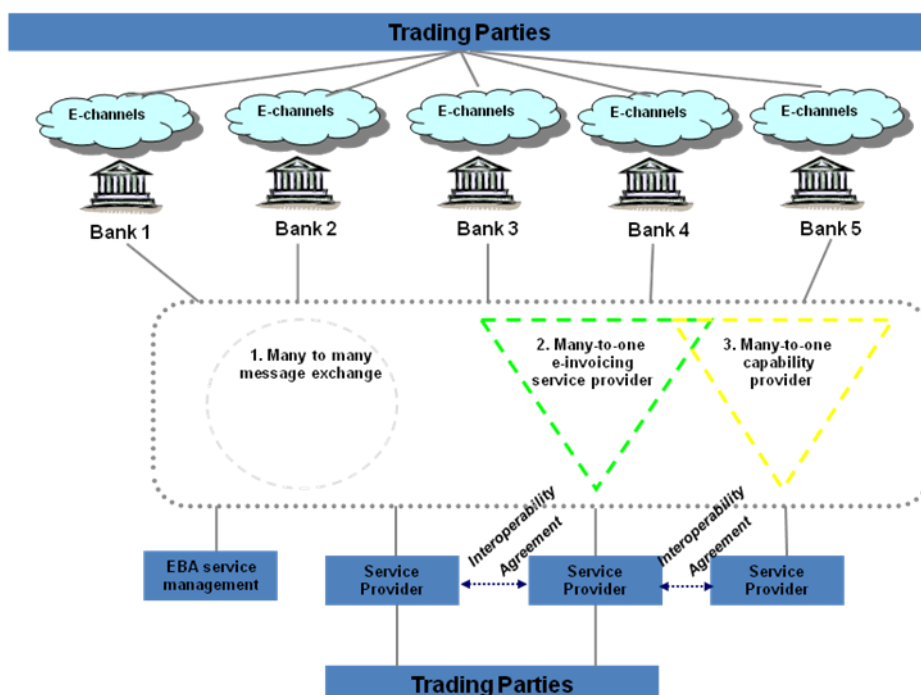 Trading Parties
E-channels
E-channels
E-channels
E-channels
E-channels
Bank 1
Bank 2
Bank 3
Bank 4
Bank 5
1. Many to many
message exchange
2. Many-to-one
e-invoicing
service provider
3. Many-to-one
capability
provider
Interoperability
Agreement
Interoperability
Agreement
EBA service
management
Service
Provider
Service
Provider
Service
Provider
Trading Parties